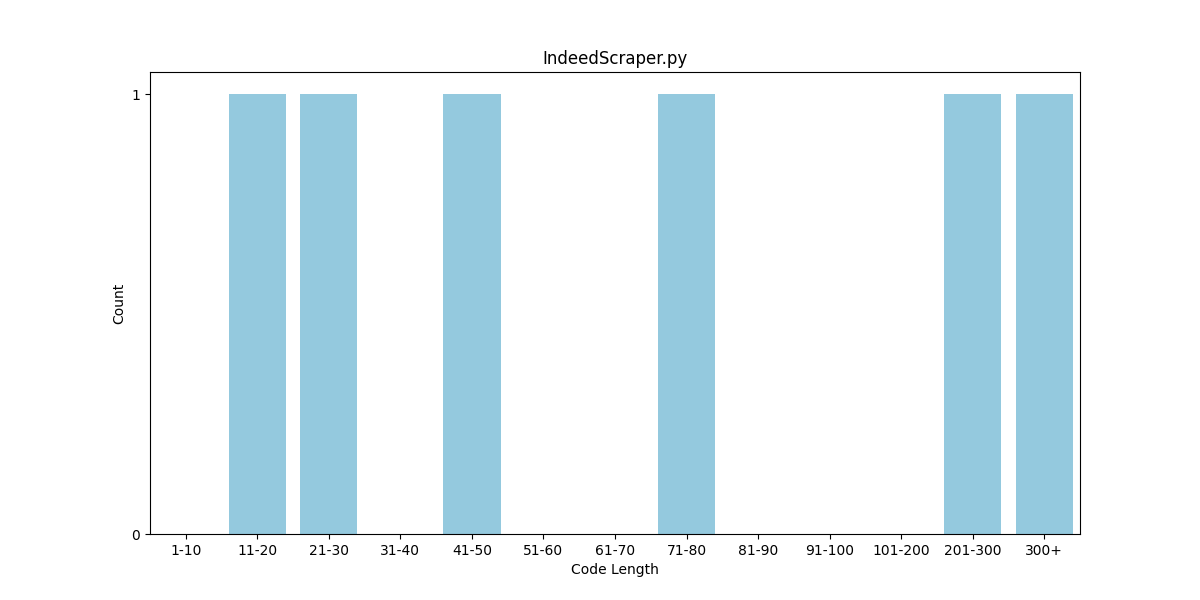 IndeedScraper.py
1
Count
0
1-10 11-20 21-30 31-40 41-50 51-60 61-70 71-80 81-90 91-100 101-200 201-300 300+
Code Length